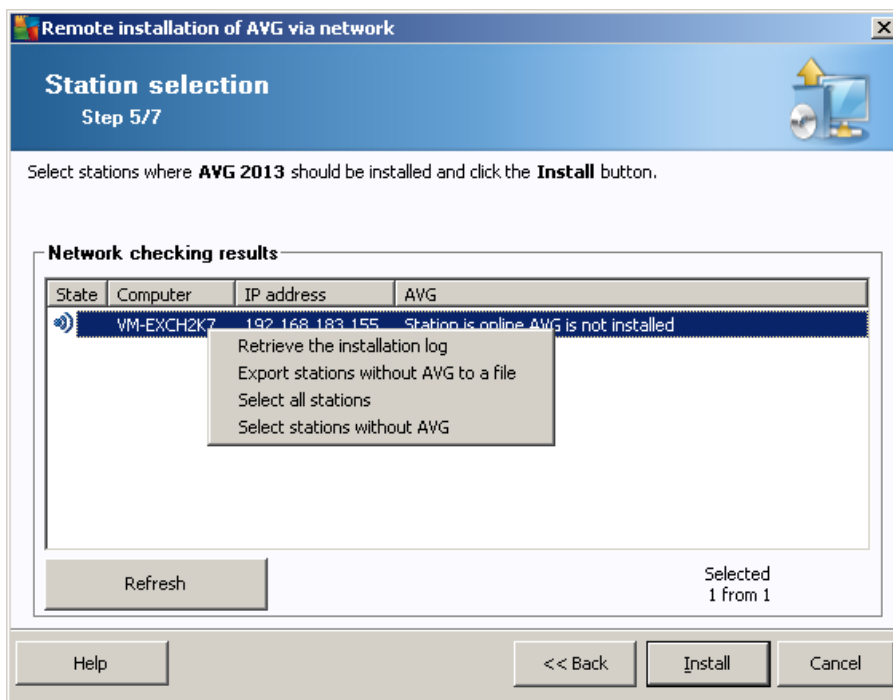 Remote installation of AVG via network
Station selection
Step 5/7
Select stations where AVG 2013 should be installed and click the Install button.
Network checking results
State Computer IP address AVG
VM-EXCH2K7 192.168.183.155 Station is online AVG is not installed
Retrieve the installation log
Export stations without AVG to a file
Select all stations
Select stations without AVG
Refresh
Selected
1 from 1
Help << Back Install Cancel